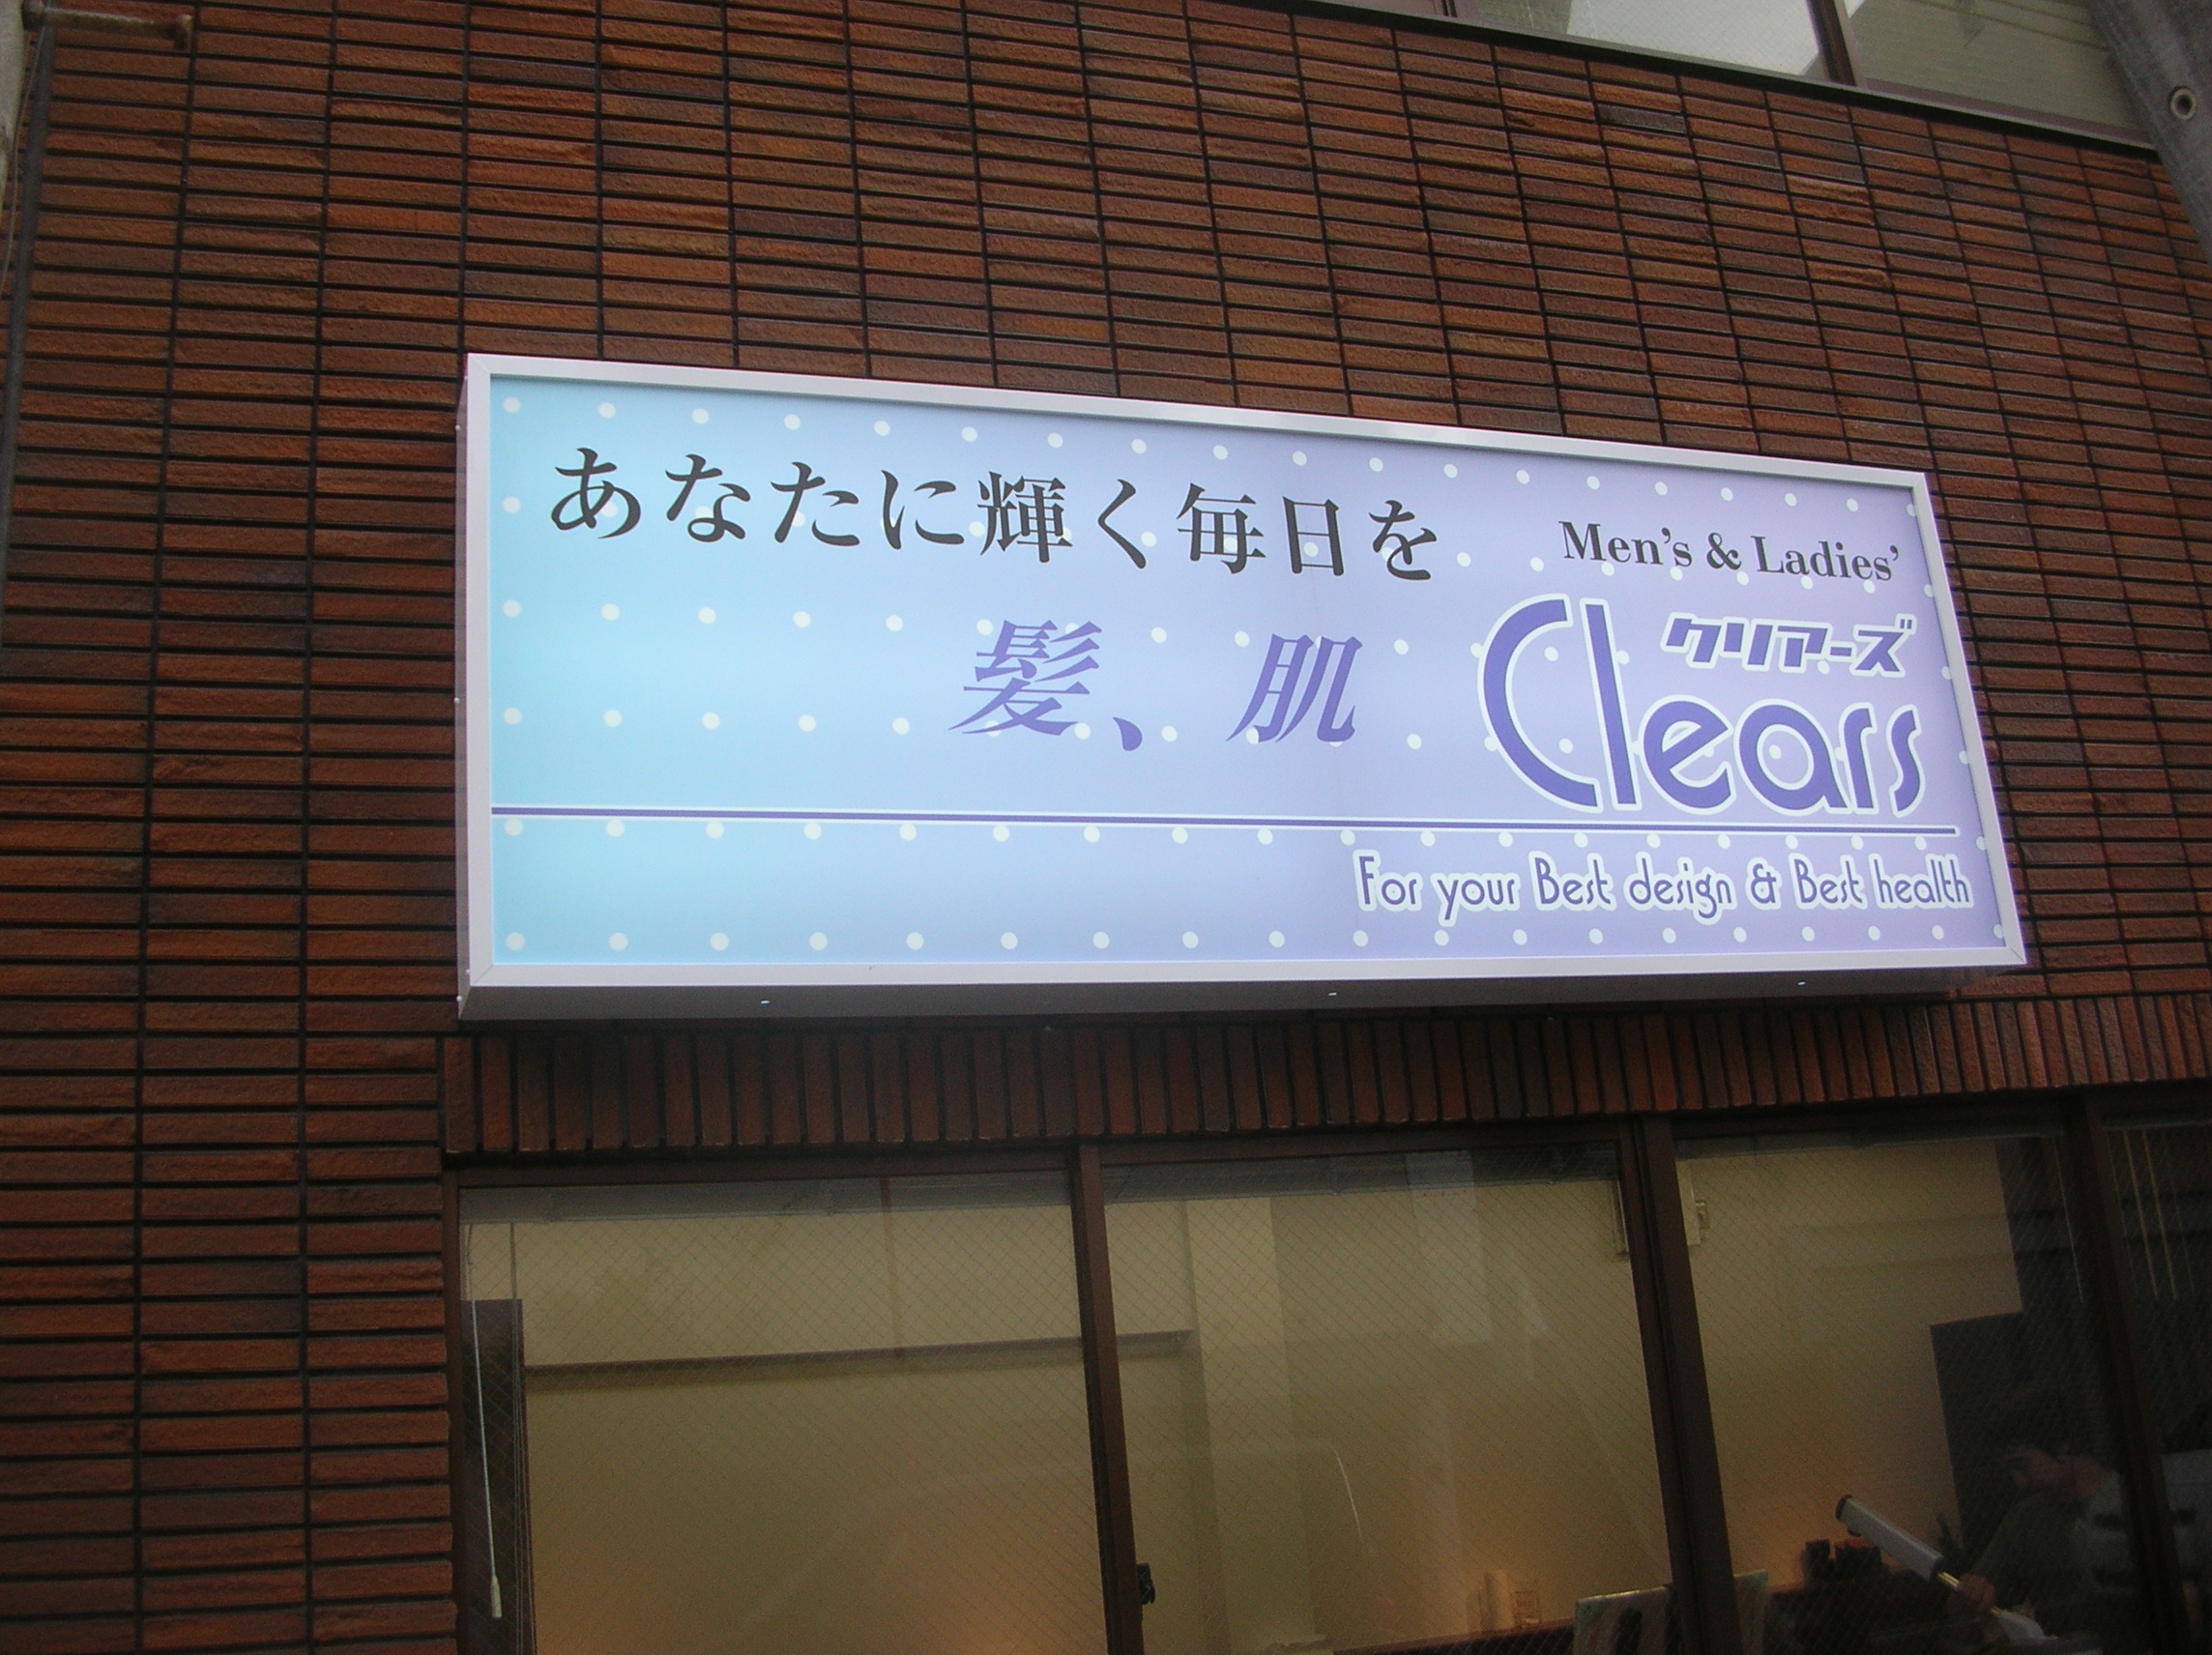 あなたに輝く毎日を
髪、肌
Men's & Ladies'
クリアーズ
Clears
For your Best design & Best health